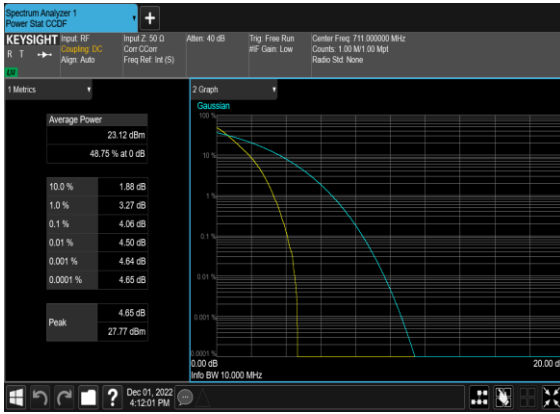 Spectrum Analyzer 1
Power Stat CCDF
+
KEYSIGHT
R T
LW
Input: RF
Coupling: DC
Align: Auto
Input Z: 50 Ω
Corr CCorr
Freq Ref: Int (S)
Atten: 40 dB
Trig: Free Run
#IF Gain: Low
Center Freq: 711.000000 MHz
Counts: 1.00 M/1.00 Mpt
Radio Std: None
1 Metrics
Average Power
23.12 dBm
48.75 % at 0 dB
10.0 % 1.88 dB
1.0 % 3.27 dB
0.1 % 4.06 dB
0.01 % 4.50 dB
0.001 % 4.64 dB
0.0001 % 4.65 dB
Peak
4.65 dB
27.77 dBm
2 Graph
Gaussian
100 %
10 %
1 %
0.1 %
0.01 %
0.001 %
0.0001 %
0.00 dB
20.00 d
Info BW 10.000 MHz
?
Dec 01, 2022
4:12:01 PM